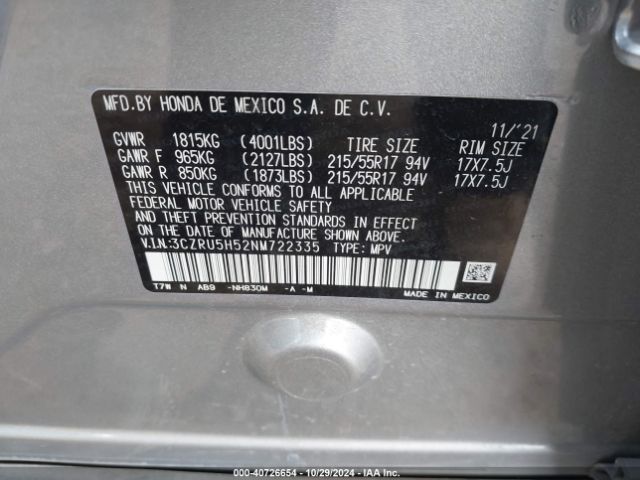 MFD.BY HONDA DE MEXICO S.A. DE C.V.
11/'21
GVWR 1815KG (4001LBS) TIRE SIZE RIM SIZE
GAWR F 965KG (2127LBS) 215/55R17 94V 17X7.5J
GAWR R 850KG (1873LBS) 215/55R17 94V 17X7.5J
THIS VEHICLE CONFORMS TO ALL APPLICABLE
FEDERAL MOTOR VEHICLE SAFETY
AND THEFT PREVENTION STANDARDS IN EFFECT
ON THE DATE OF MANUFACTURE SHOWN ABOVE.
V.I.N:3CZRU5H52NM722335 TYPE: MPV
T7W N AB9 -NH830M -A -M
MADE IN MEXICO
000-40726654 / 10/29/2024 - IAA Inc.